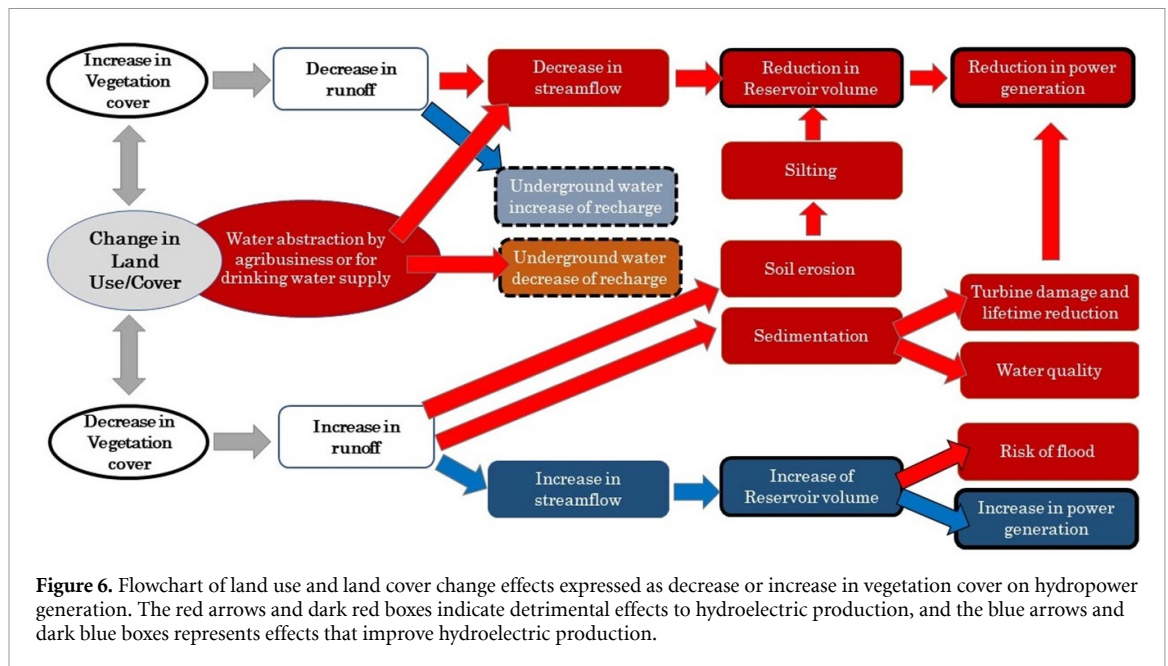 Increase in
Vegetation
cover
Decrease in
runoff
Decrease in
streamflow
Reduction in
Reservoir volume
Reduction in power
generation
Underground water
increase of recharge
Silting
Change in
Land
Use/Cover
Water abstraction by
agribusiness or for
drinking water supply
Underground water
decrease of recharge
Soil erosion
Sedimentation
Turbine damage and
lifetime reduction
Water quality
Decrease in
Vegetation
cover
Increase in
runoff
Increase in
streamflow
Increase of
Reservoir volume
Risk of flood
Increase in power
generation
Figure 6. Flowchart of land use and land cover change effects expressed as decrease or increase in vegetation cover on hydropower
generation. The red arrows and dark red boxes indicate detrimental effects to hydroelectric production, and the blue arrows and
dark blue boxes represents effects that improve hydroelectric production.